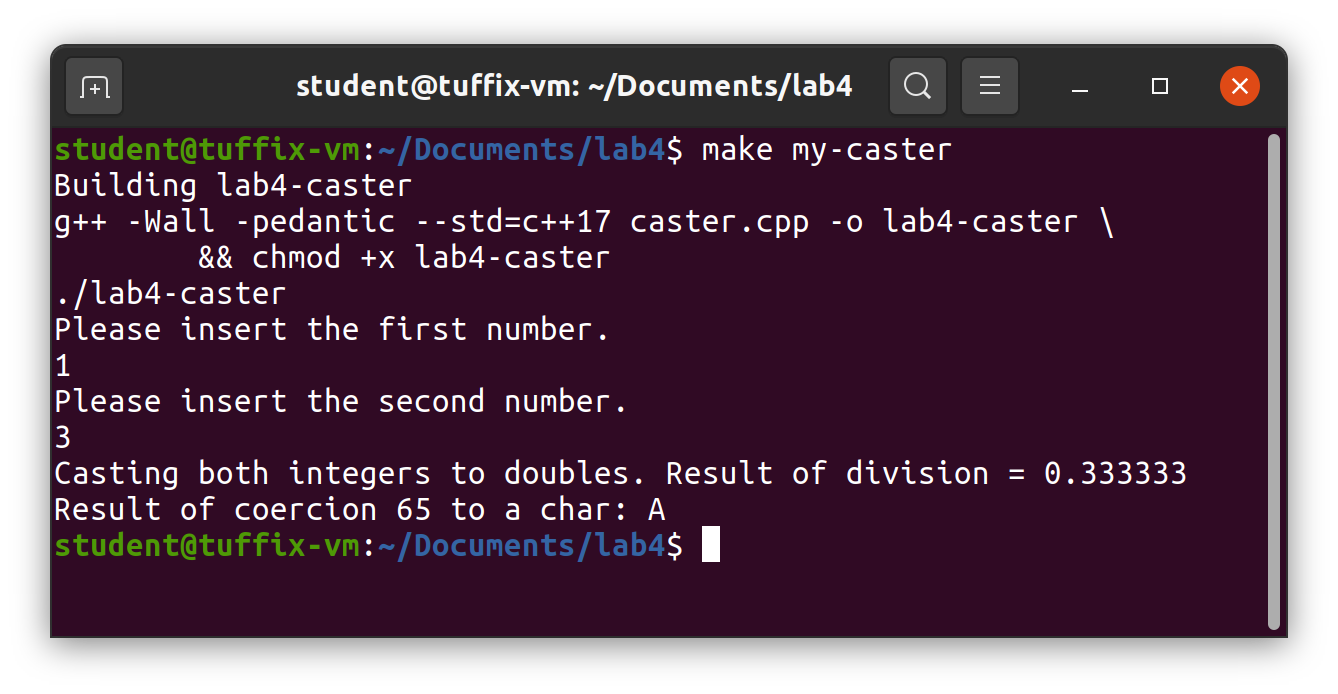 student@tuffix-vm: ~/Documents/lab4
student@tuffix-vm:~/Documents/lab4$ make my-caster
Building lab4-caster
g++ -Wall -pedantic --std=c++17 caster.cpp -o lab4-caster \
        && chmod +x lab4-caster
./lab4-caster
Please insert the first number.
1
Please insert the second number.
3
Casting both integers to doubles. Result of division = 0.333333
Result of coercion 65 to a char: A
student@tuffix-vm:~/Documents/lab4$